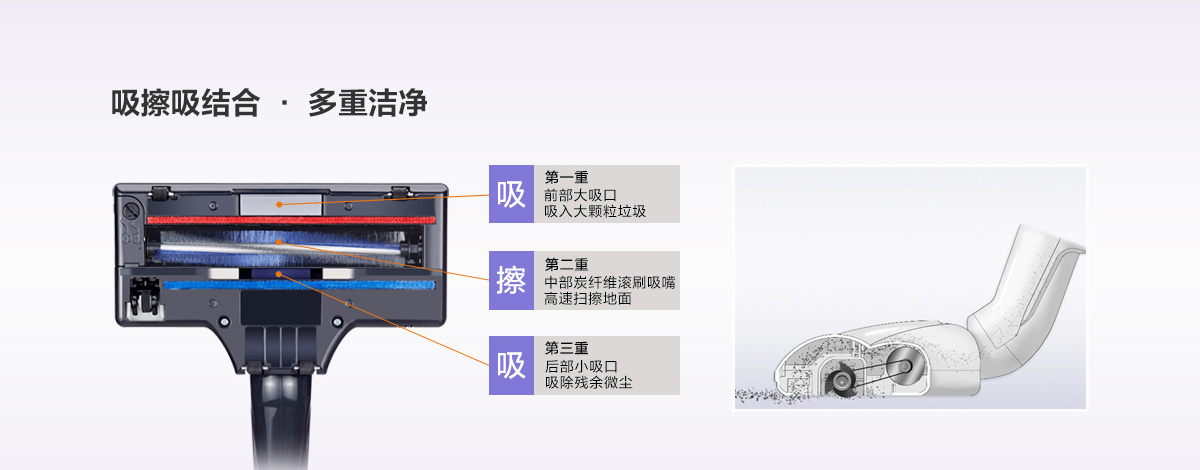 吸擦吸结合 · 多重洁净
吸
第一重
前部大吸口
吸入大颗粒垃圾
擦
第二重
中部炭纤维滚刷吸嘴
高速扫擦地面
吸
第三重
后部小吸口
吸除残余微尘